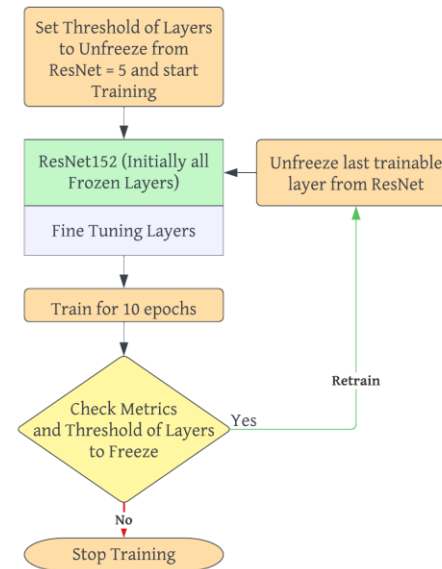 Set Threshold of Layers
to Unfreeze from
ResNet = 5 and start
Training
ResNet152 (Initially all
Frozen Layers)
Unfreeze last trainable
layer from ResNet
Fine Tuning Layers
Train for 10 epochs
Retrain
Check Metrics
and Threshold of Layers
to Freeze
Yes
No
Stop Training